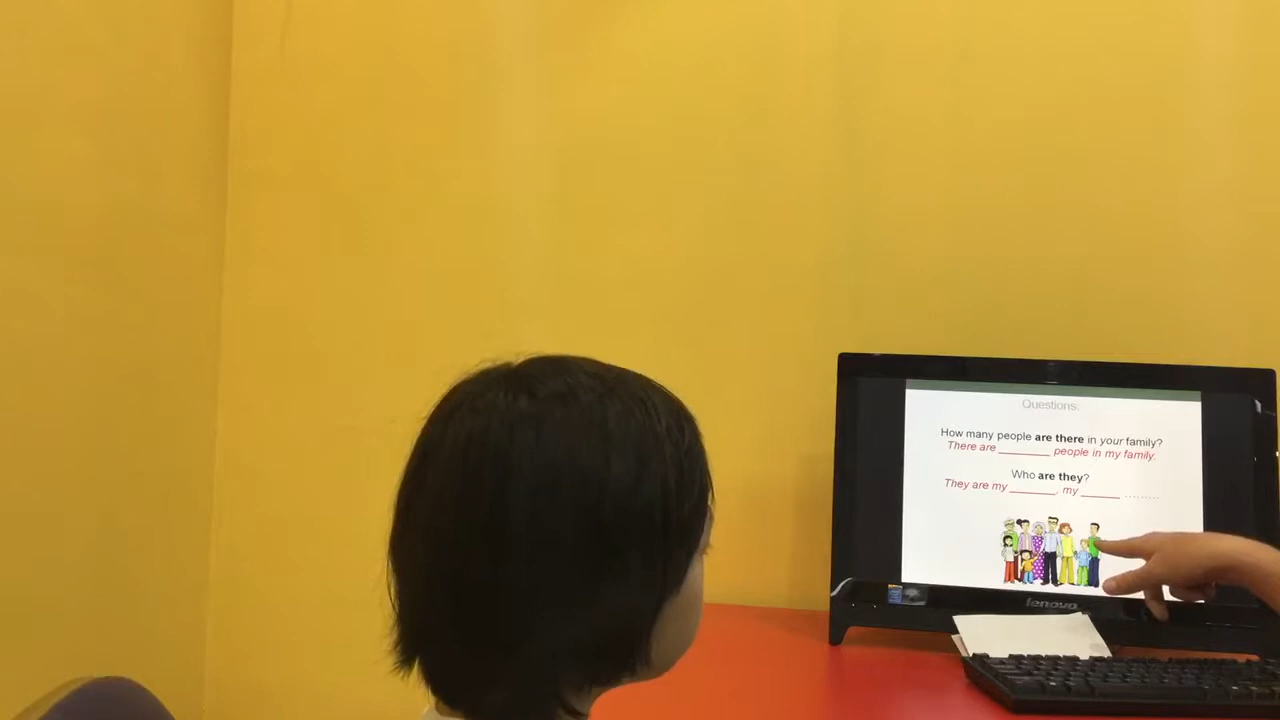 Questions.
How many people are there in your family?
There are ________ people in my family.
Who are they?
They are my ________, my _______ .........
lenovo